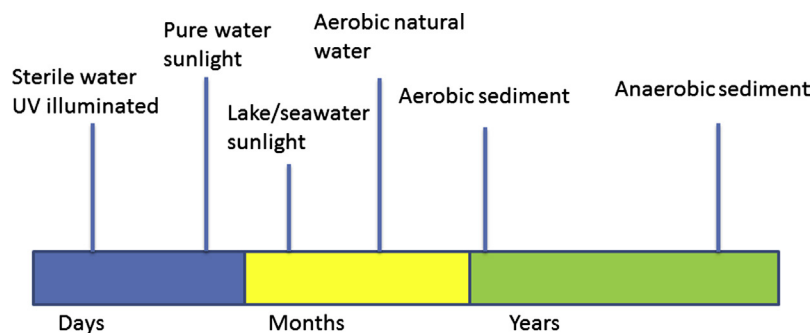 Sterile water
UV illuminated
Pure water
sunlight
Lake/seawater
sunlight
Aerobic natural
water
Aerobic sediment
Anaerobic sediment
Days
Months
Years